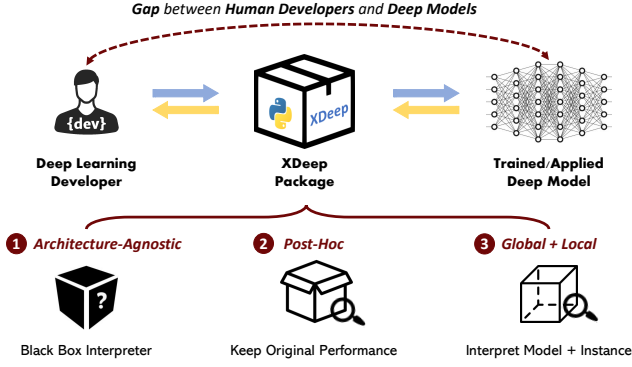 Gap between Human Developers and Deep Models
{dev}
XDeep
Deep Learning
Developer
XDeep
Package
Trained/Applied
Deep Model
1 Architecture-Agnostic
2 Post-Hoc
3 Global + Local
?
Black Box Interpreter
Keep Original Performance
Interpret Model + Instance